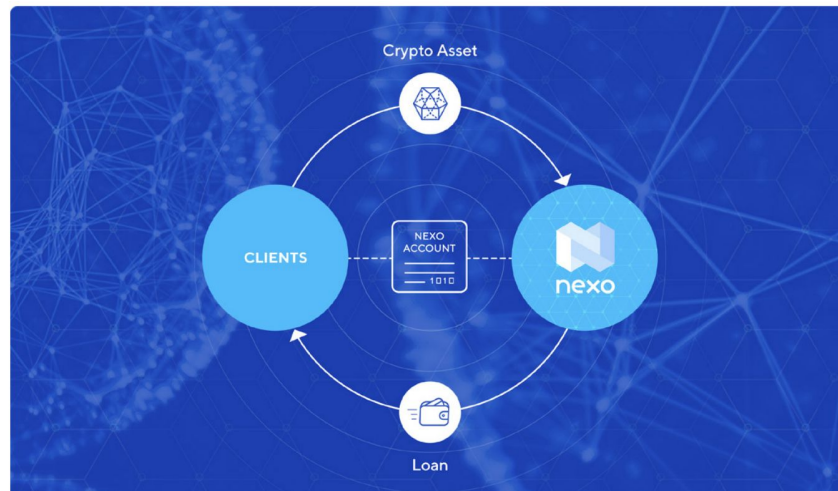 Crypto Asset
CLIENTS
NEXO
ACCOUNT
1010
nexo
Loan